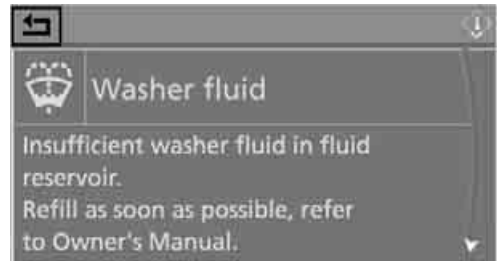 Washer fluid
Insufficient washer fluid in fluid
reservoir.
Refill as soon as possible, refer
to Owner's Manual.